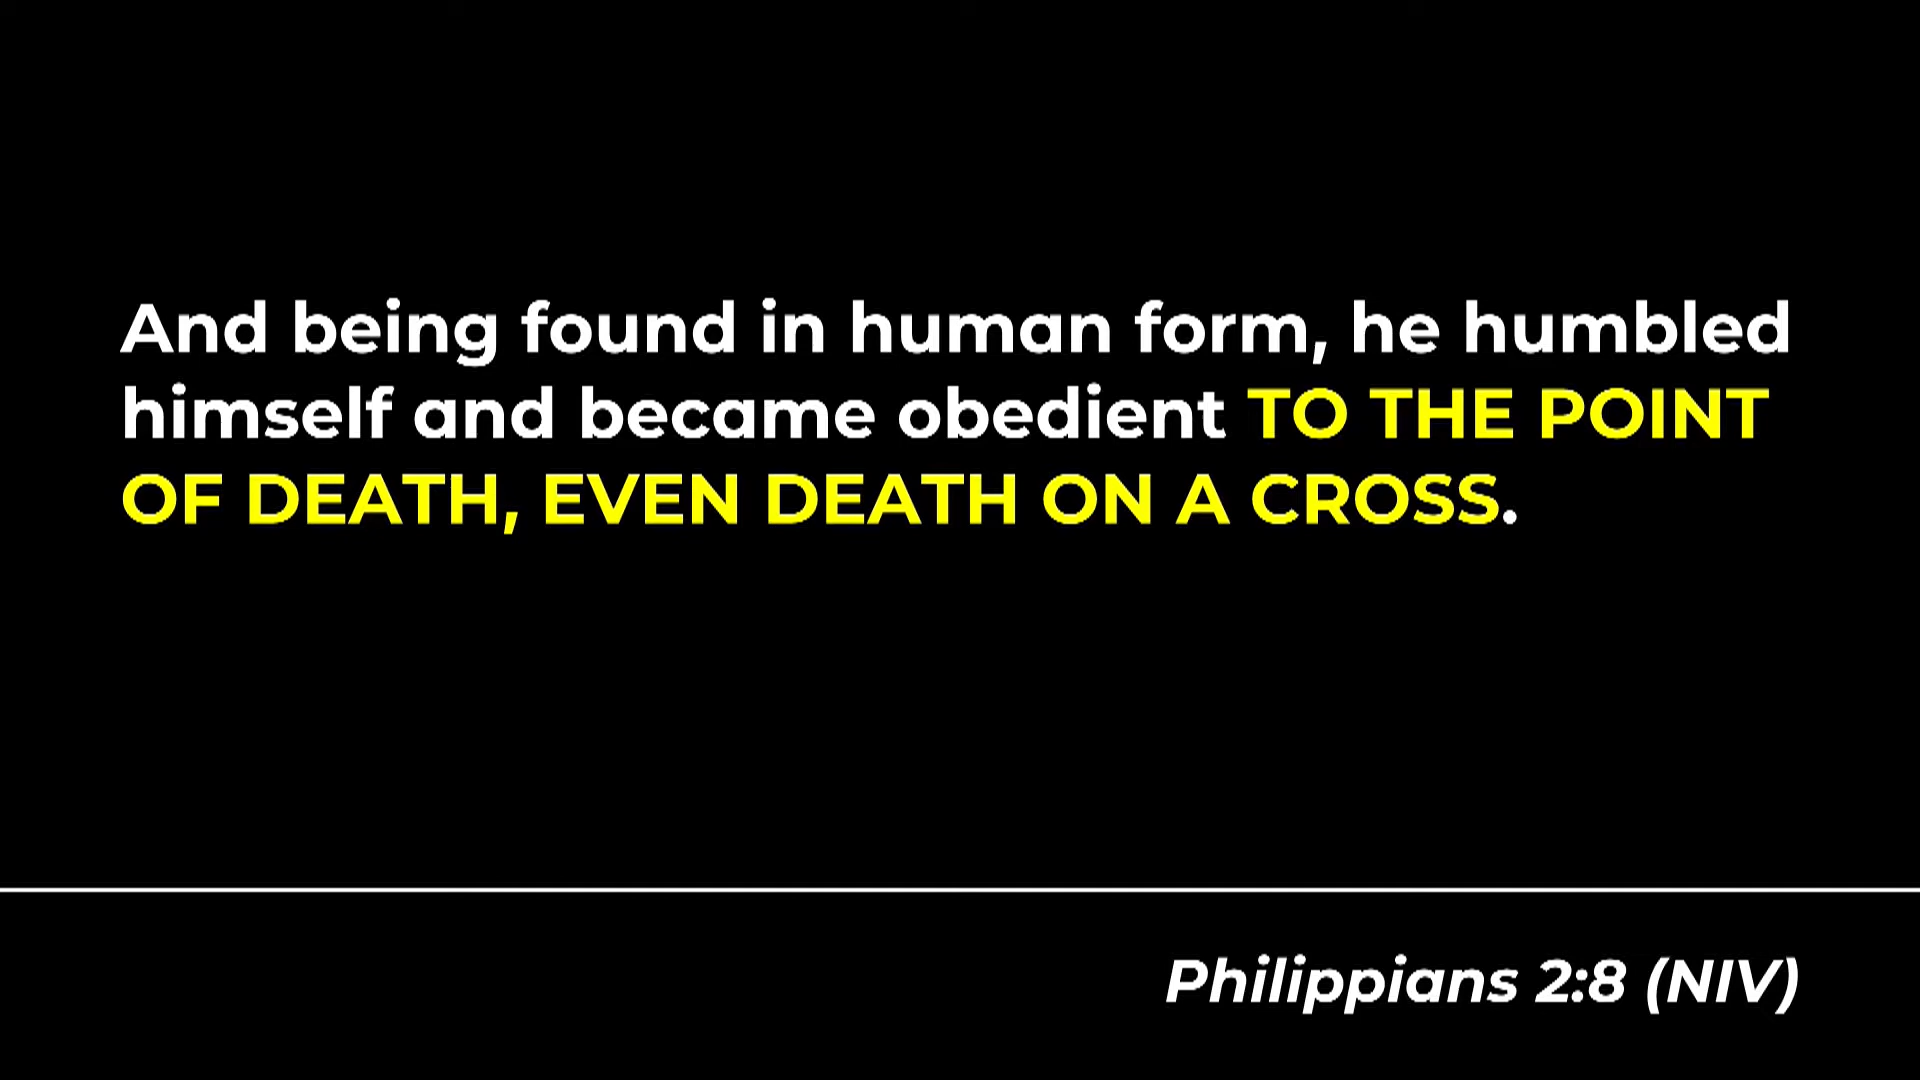 And being found in human form, he humbled
himself and became obedient TO THE POINT
OF DEATH, EVEN DEATH ON A CROSS.
Philippians 2:8 (NIV)